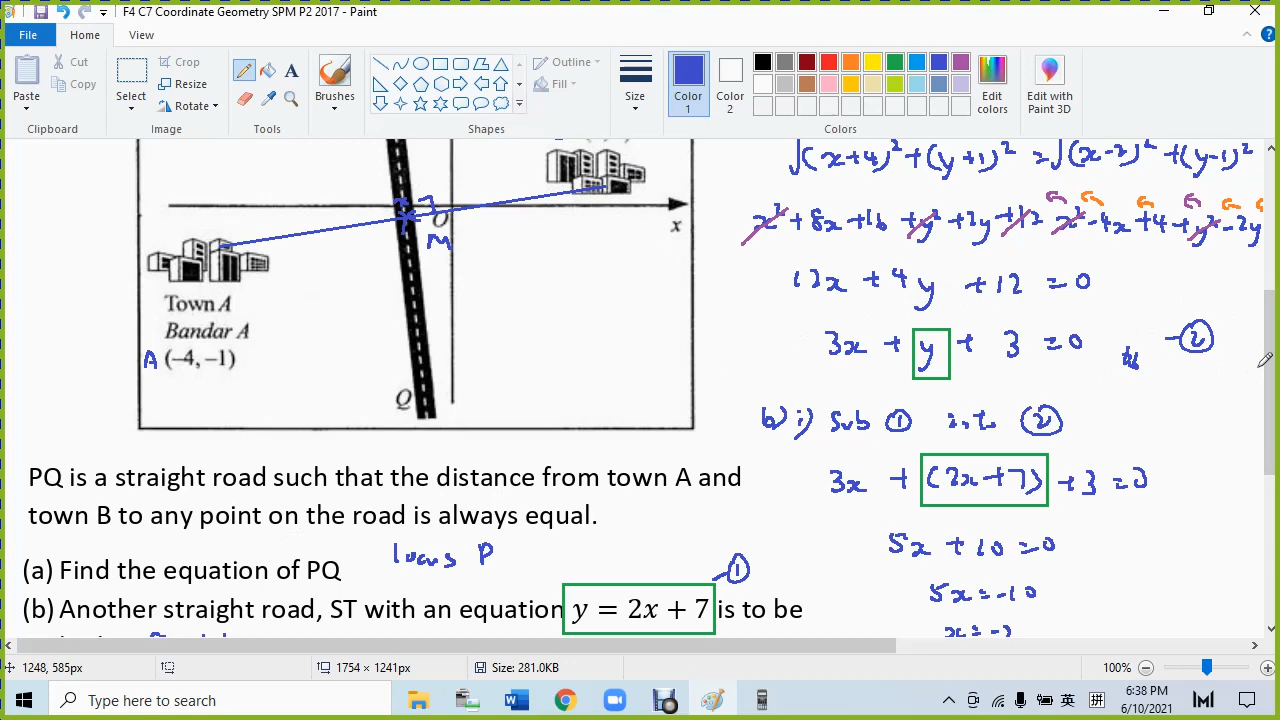 F4 C7 Coordinate Geometry SPM P2 2017 - Paint
File Home View
Paste
Cut
Copy
Clipboard
Select
Crop
Resize
Rotate
Image
A
Tools
Brushes
Outline
Fill
Shapes
Size
Color 1
Color 2
Edit colors
Colors
Edit with Paint 3D
O
x
M
Town A
Bandar A
A (–4, –1)
Q
PQ is a straight road such that the distance from town A and
town B to any point on the road is always equal.
locus P
(a) Find the equation of PQ
(b) Another straight road, ST with an equation y = 2x + 7 is to be
①
√(x+4)² + (y+1)² = √(x-2)² + (y-1)²
x² + 8x + 16 + y² + 2y + 1 = x² - 4x + 4 + y² - 2y
12x + 4y + 12 = 0
3x + y + 3 = 0 - ②
b) i) Sub ① into ②
3x + (2x+7) + 3 = 0
5x + 10 = 0
5x = -10
x = -2
1248, 585px
1754 × 1241px
Size: 281.0KB
100%
Type here to search
英
拼
6:38 PM
6/10/2021